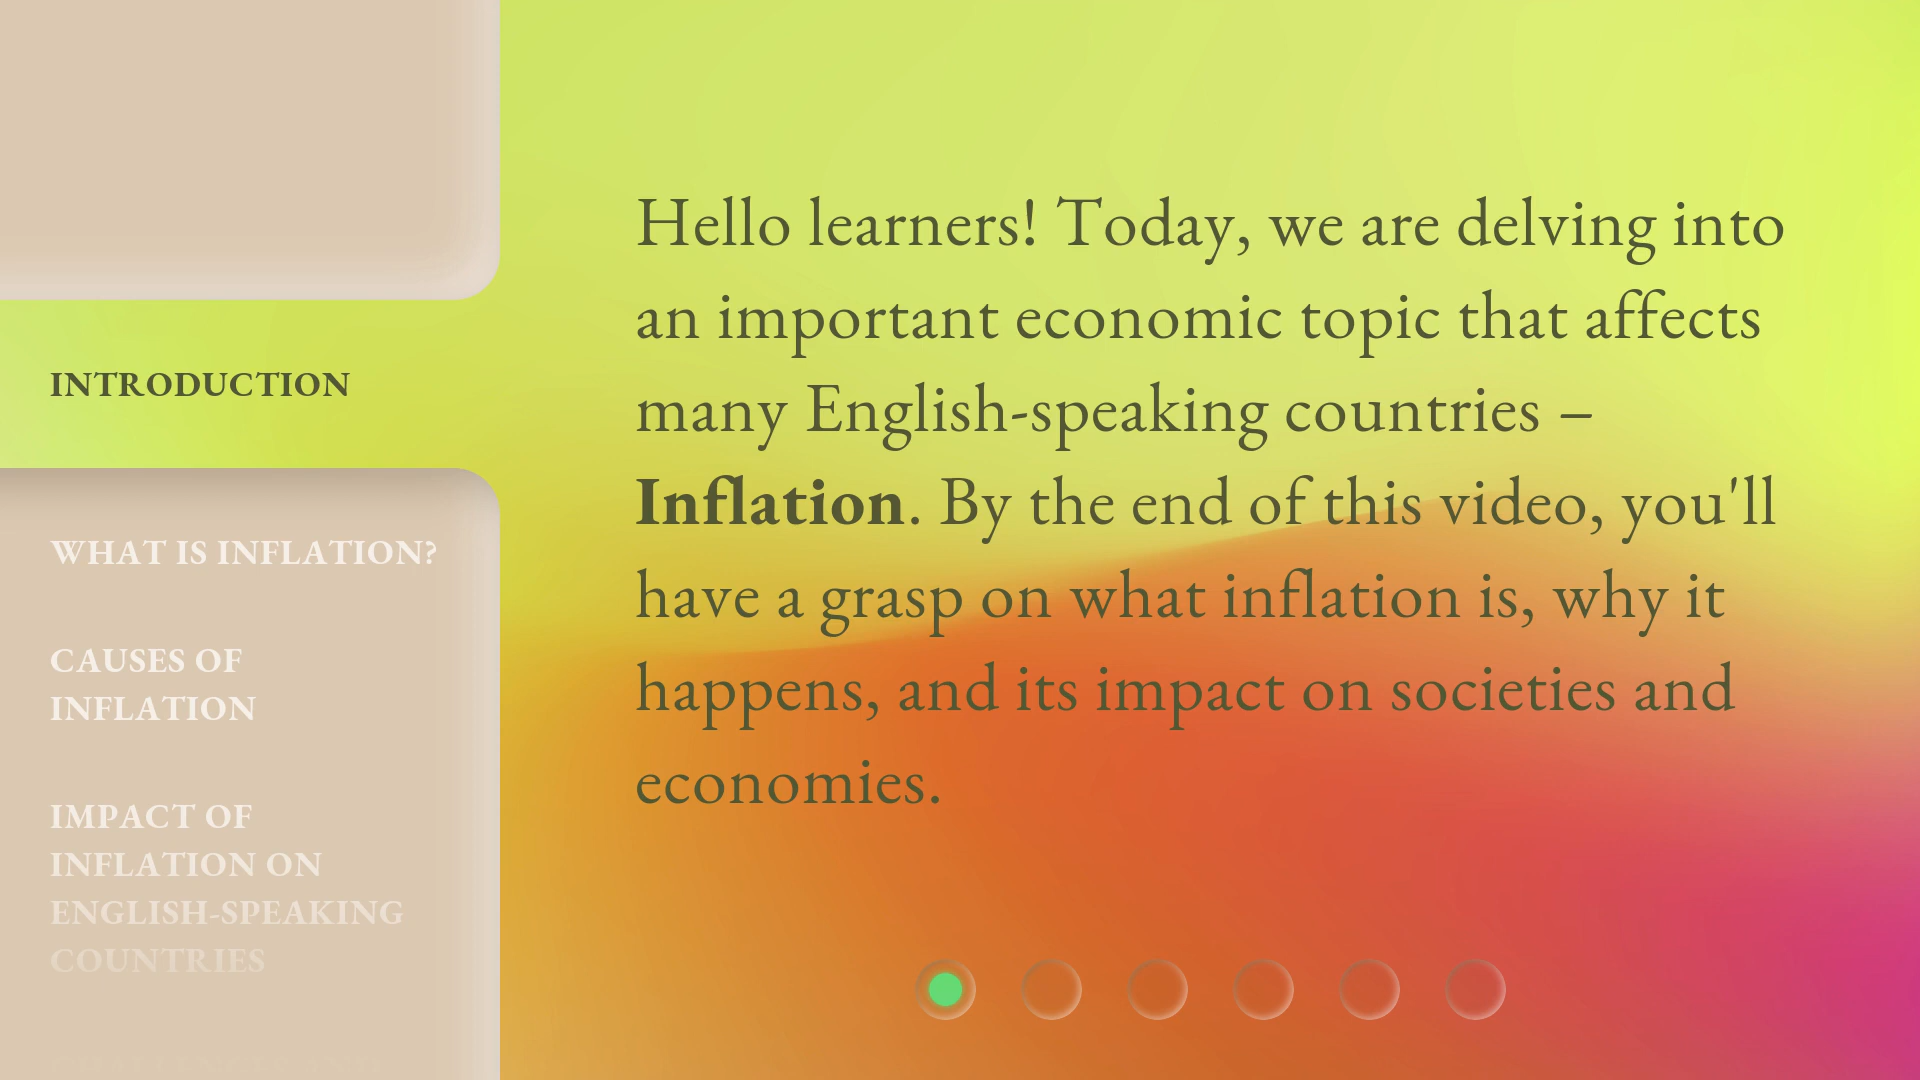 INTRODUCTION
WHAT IS INFLATION?
CAUSES OF
INFLATION
IMPACT OF
INFLATION ON
ENGLISH-SPEAKING
COUNTRIES
Hello learners! Today, we are delving into
an important economic topic that affects
many English-speaking countries –
Inflation. By the end of this video, you'll
have a grasp on what inflation is, why it
happens, and its impact on societies and
economies.